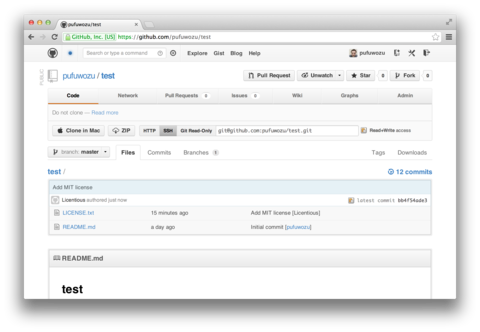 pufuwozu/test
GitHub, Inc. [US] https://github.com/pufuwozu/test
Search or type a command
Explore Gist Blog Help
pufuwozu
PUBLIC
pufuwozu / test
Pull Request
Unwatch
Star 0
Fork 0
Code Network Pull Requests 0 Issues 0 Wiki Graphs Admin
Do not clone — Read more
Clone in Mac ZIP HTTP SSH Git Read-Only git@github.com:pufuwozu/test.git Read+Write access
branch: master Files Commits Branches 1 Tags Downloads
test / 12 commits
Add MIT license
Licentious authored just now latest commit bb4f54ade3
LICENSE.txt 15 minutes ago Add MIT license [Licentious]
README.md a day ago Initial commit [pufuwozu]
README.md
test